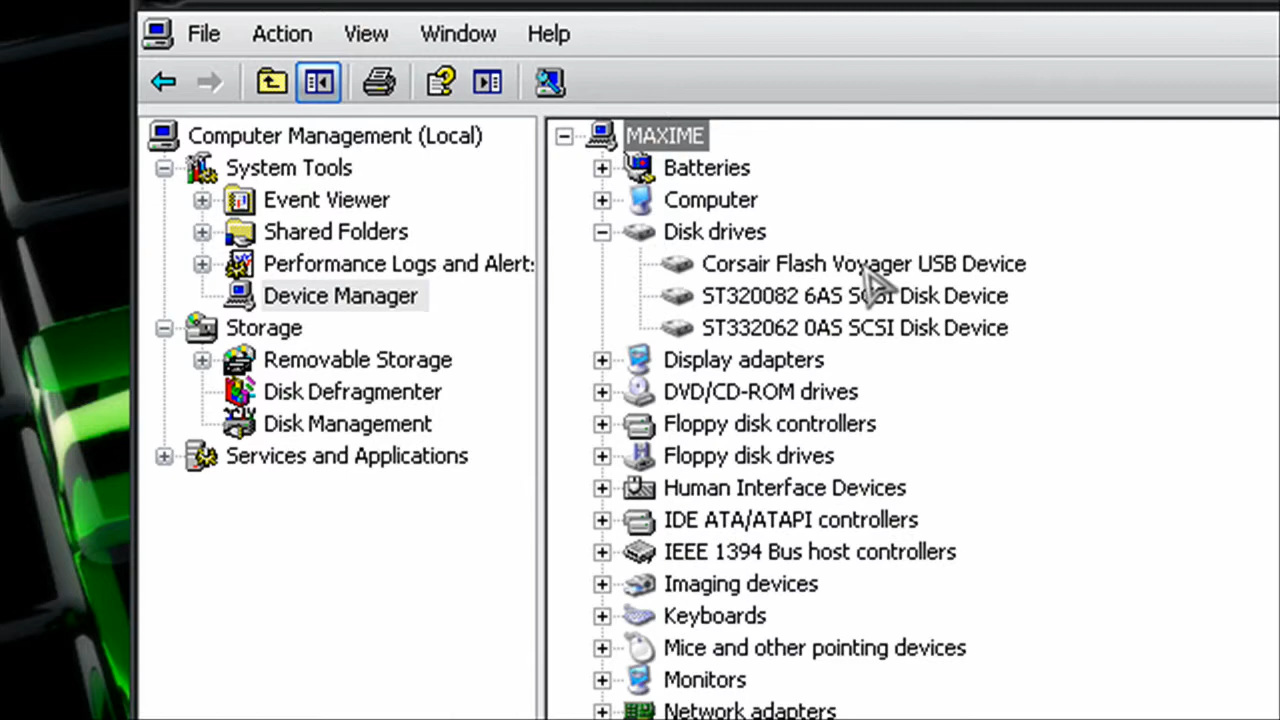 File Action View Window Help
Computer Management (Local)
System Tools
Event Viewer
Shared Folders
Performance Logs and Alert:
Device Manager
Storage
Removable Storage
Disk Defragmenter
Disk Management
Services and Applications
MAXIME
Batteries
Computer
Disk drives
Corsair Flash Voyager USB Device
ST320082 6AS SCSI Disk Device
ST332062 0AS SCSI Disk Device
Display adapters
DVD/CD-ROM drives
Floppy disk controllers
Floppy disk drives
Human Interface Devices
IDE ATA/ATAPI controllers
IEEE 1394 Bus host controllers
Imaging devices
Keyboards
Mice and other pointing devices
Monitors
Network adapters